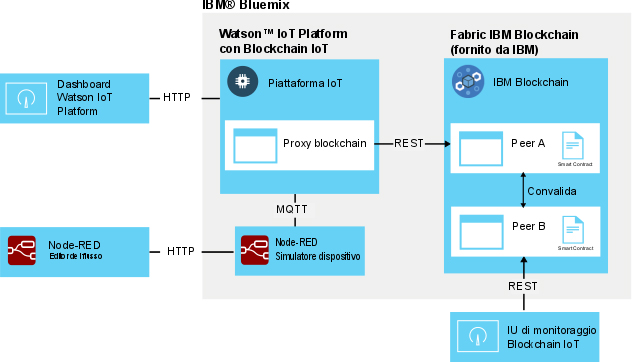 IBM® Bluemix
Watson™ IoT Platform
con Blockchain IoT
Fabric IBM Blockchain
(fornito da IBM)
Dashboard
Watson IoT
Platform
HTTP
Piattaforma IoT
IBM Blockchain
Proxy blockchain
REST
Peer A
Smart Contract
Convalida
MQTT
Peer B
Smart Contract
Node-RED
Editor de l flusso
HTTP
Node-RED
Simulatore dispositivo
REST
IU di monitoraggio
Blockchain IoT